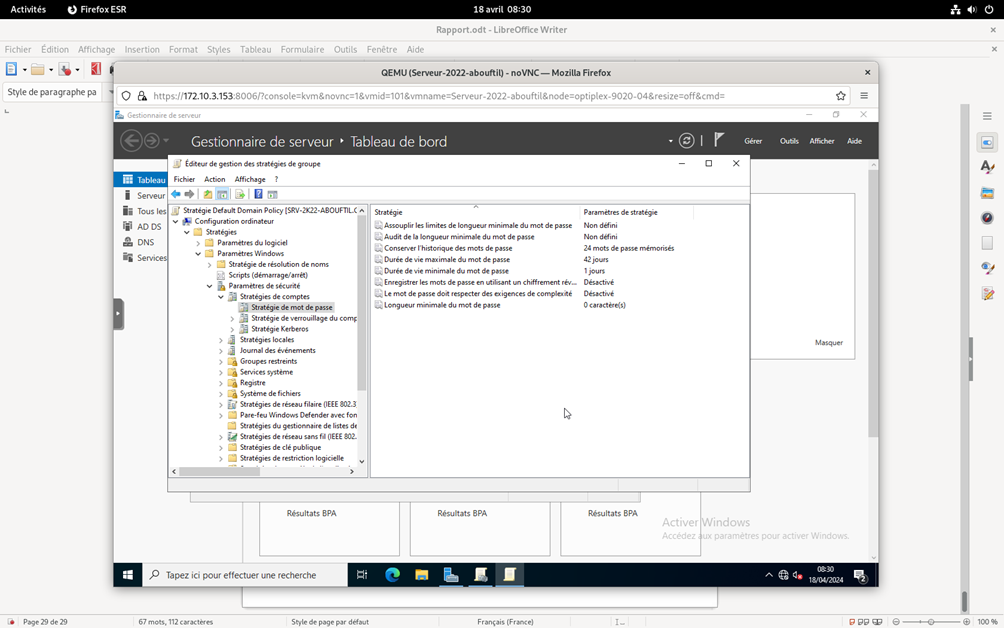 Activités
Firefox ESR
18 avril 08:30
Rapport.odt - LibreOffice Writer
Fichier Édition Affichage Insertion Format Styles Tableau Formulaire Outils Fenêtre Aide
Style de paragraphe pa
QEMU (Serveur-2022-abouftil) - noVNC — Mozilla Firefox
https://172.10.3.153:8006/?console=kvm&novnc=1&vmid=101&vmname=Serveur-2022-abouftil&node=optiplex-9020-04&resize=off&cmd=
Gestionnaire de serveur
Gestionnaire de serveur ‣ Tableau de bord
Gérer Outils Afficher Aide
Tableau
Serveur
Tous les
AD DS
DNS
Services
Éditeur de gestion des stratégies de groupe
Fichier Action Affichage ?
Stratégie Default Domain Policy [SRV-2K22-ABOUFTIL.C
Configuration ordinateur
Stratégies
Paramètres du logiciel
Paramètres Windows
Stratégie de résolution de noms
Scripts (démarrage/arrêt)
Paramètres de sécurité
Stratégies de comptes
Stratégie de mot de passe
Stratégie de verrouillage du comp
Stratégie Kerberos
Stratégies locales
Journal des événements
Groupes restreints
Services système
Registre
Système de fichiers
Stratégies de réseau filaire (IEEE 802.3
Pare-feu Windows Defender avec fon
Stratégies du gestionnaire de listes de
Stratégies de réseau sans fil (IEEE 802.
Stratégies de clé publique
Stratégies de restriction logicielle
Stratégie Paramètres de stratégie
Assouplir les limites de longueur minimale du mot de passe Non défini
Audit de la longueur minimale du mot de passe Non défini
Conserver l'historique des mots de passe 24 mots de passe mémorisés
Durée de vie maximale du mot de passe 42 jours
Durée de vie minimale du mot de passe 1 jours
Enregistrer les mots de passe en utilisant un chiffrement rév... Désactivé
Le mot de passe doit respecter des exigences de complexité Désactivé
Longueur minimale du mot de passe 0 caractère(s)
Masquer
Résultats BPA Résultats BPA Résultats BPA
Activer Windows
Accédez aux paramètres pour activer Windows.
Tapez ici pour effectuer une recherche
08:30
18/04/2024
2
Page 29 de 29
67 mots, 112 caractères
Style de page par défaut
Français (France)
100 %